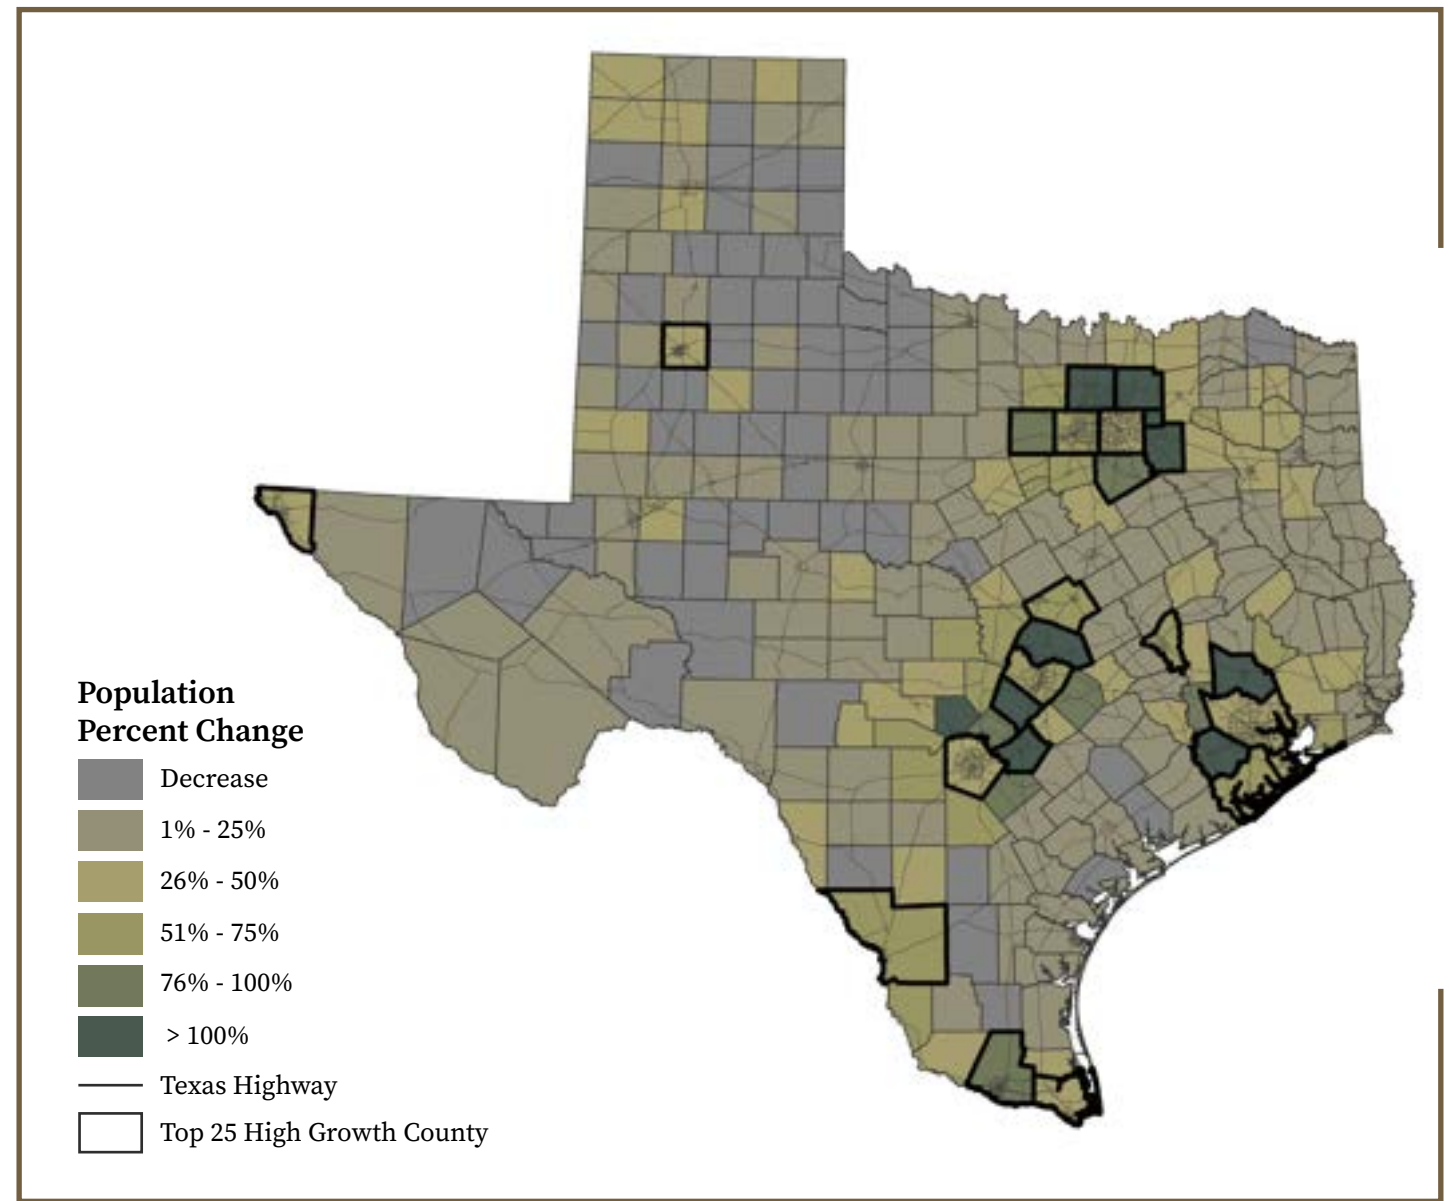 Population
Percent Change
Decrease
1% - 25%
26% - 50%
51% - 75%
76% - 100%
> 100%
Texas Highway
Top 25 High Growth County